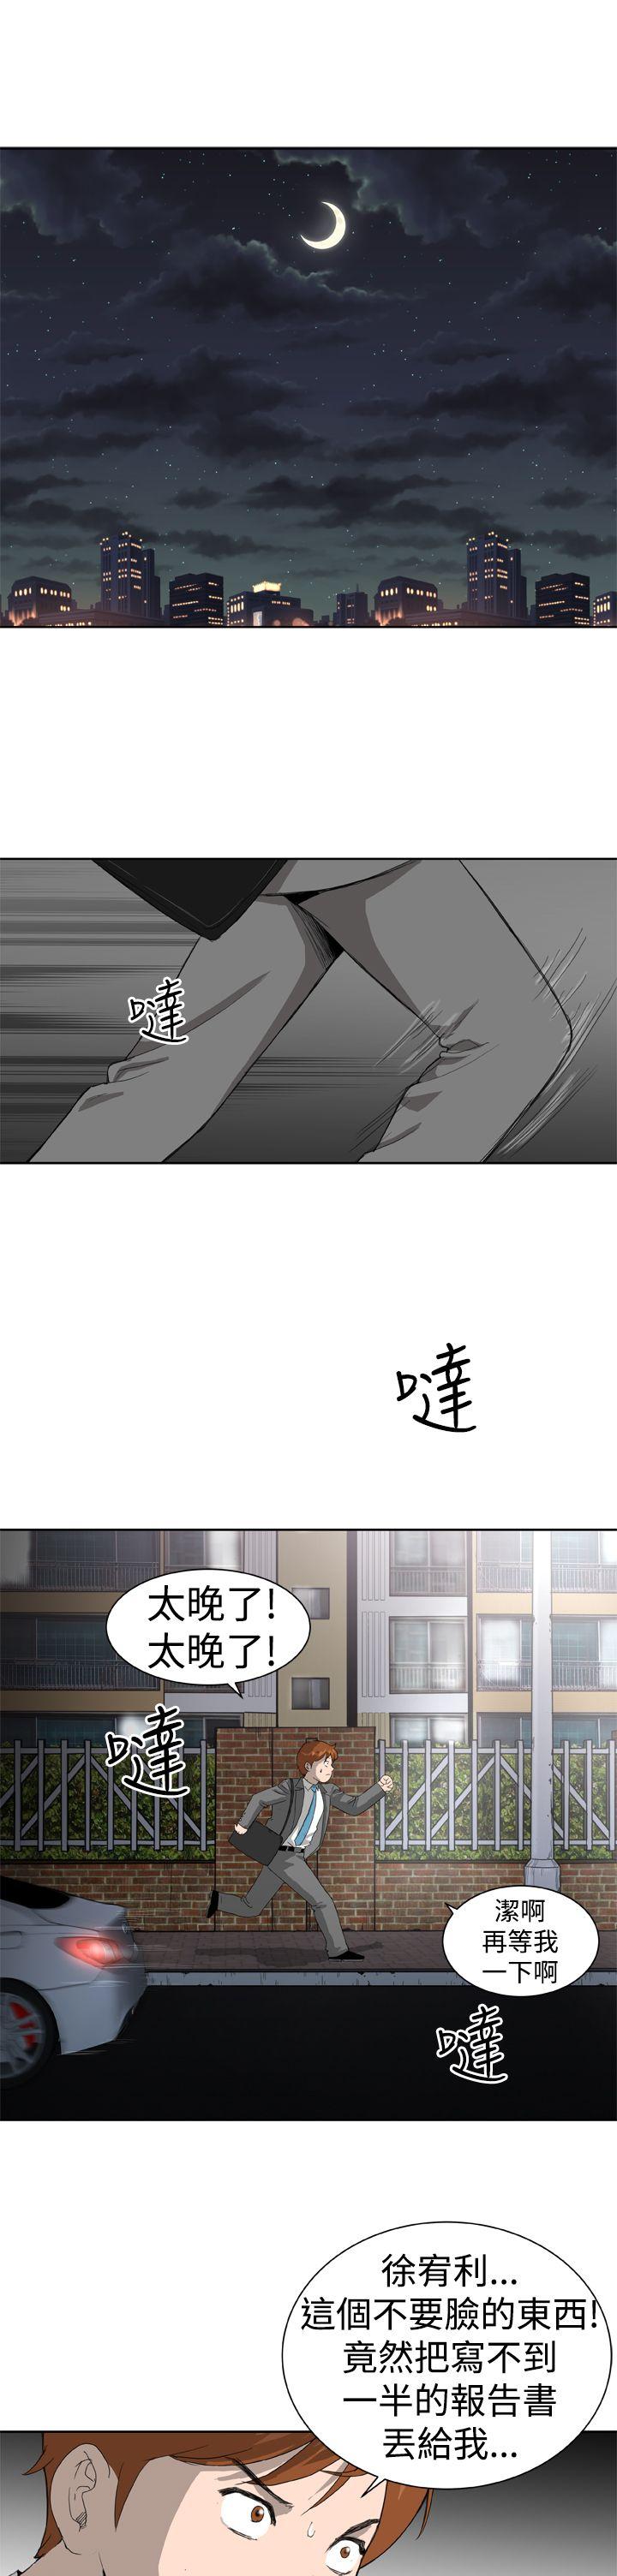 噠
噠
太晚了!
太晚了!
噠
潔啊
再等我
一下啊
噠
徐宥利...
這個不要臉的東西!
竟然把寫不到
一半的報告書
丟給我...